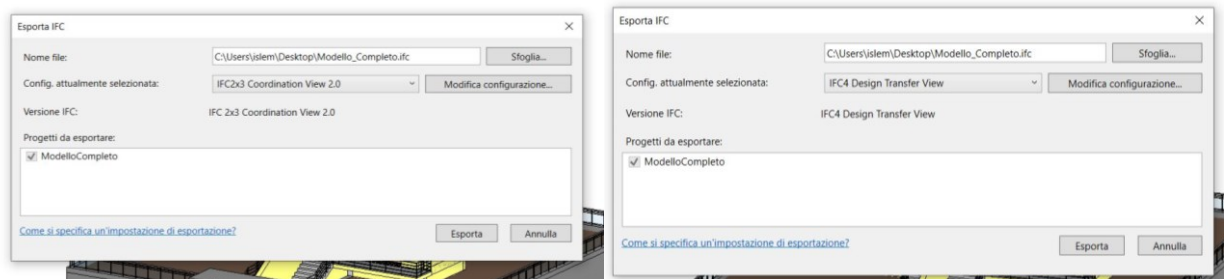 Esporta IFC
Nome file: C:\Users\islem\Desktop\Modello_Completo.ifc Sfoglia...
Config. attualmente selezionata: IFC2x3 Coordination View 2.0 Modifica configurazione...
Versione IFC: IFC 2x3 Coordination View 2.0
Progetti da esportare:
ModelloCompleto
Come si specifica un'impostazione di esportazione?
Esporta Annulla
Esporta IFC
Nome file: C:\Users\islem\Desktop\Modello_Completo.ifc Sfoglia...
Config. attualmente selezionata: IFC4 Design Transfer View Modifica configurazione...
Versione IFC: IFC4 Design Transfer View
Progetti da esportare:
ModelloCompleto
Come si specifica un'impostazione di esportazione?
Esporta Annulla